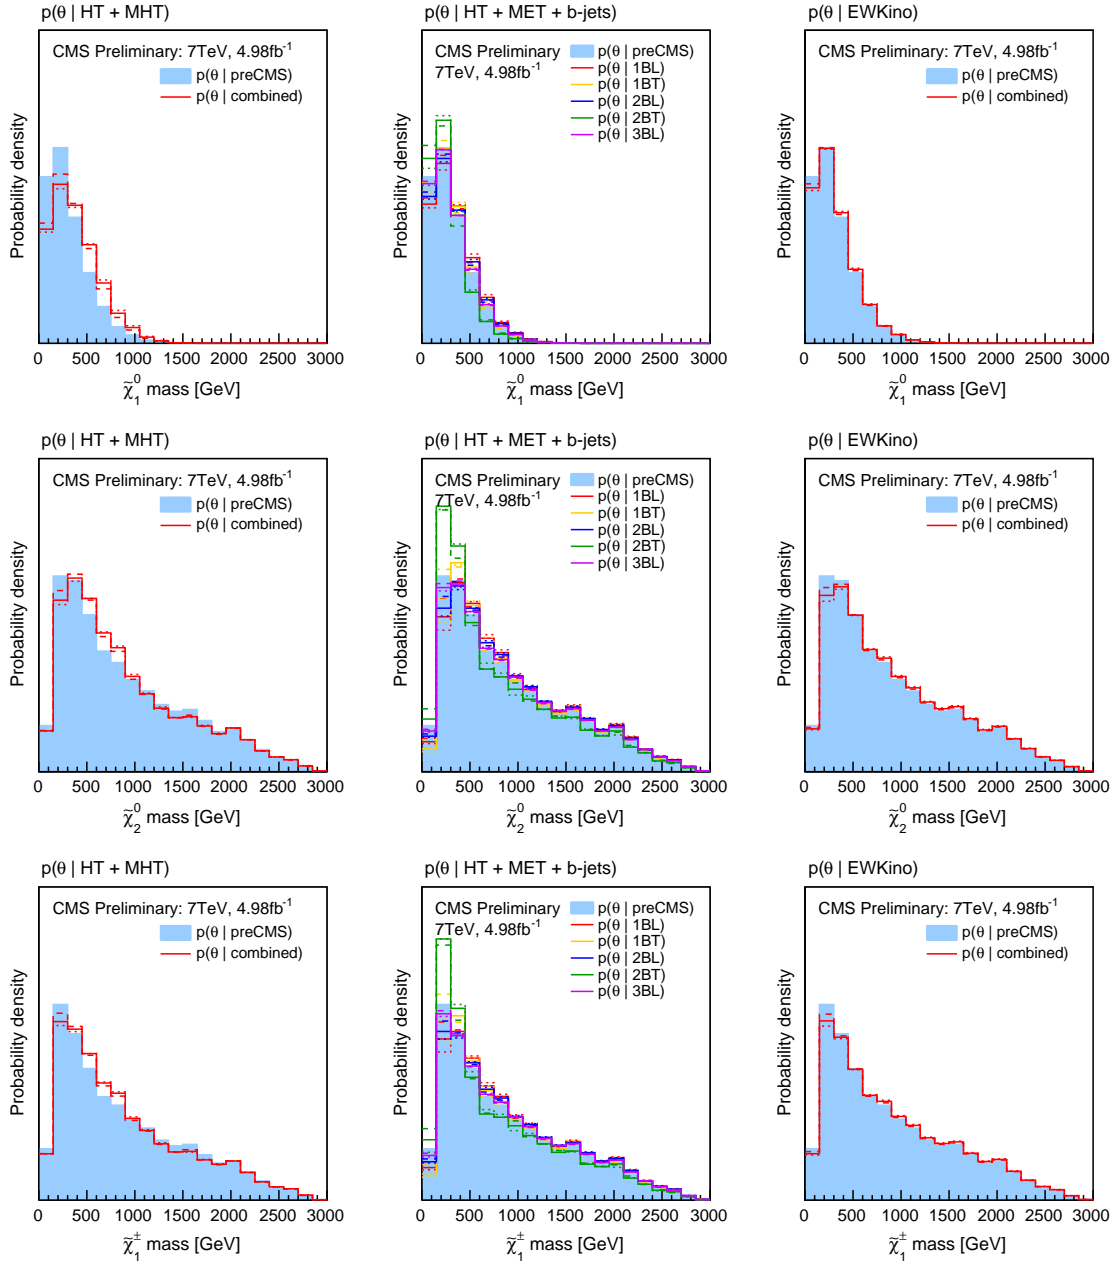 p(θ | HT + MHT)
CMS Preliminary: 7TeV, 4.98fb⁻¹
p(θ | preCMS)
p(θ | combined)
Probability density
0 500 1000 1500 2000 2500 3000
χ̃₁⁰ mass [GeV]
p(θ | HT + MET + b-jets)
CMS Preliminary
7TeV, 4.98fb⁻¹
p(θ | preCMS)
p(θ | 1BL)
p(θ | 1BT)
p(θ | 2BL)
p(θ | 2BT)
p(θ | 3BL)
Probability density
0 500 1000 1500 2000 2500 3000
χ̃₁⁰ mass [GeV]
p(θ | EWKino)
CMS Preliminary: 7TeV, 4.98fb⁻¹
p(θ | preCMS)
p(θ | combined)
Probability density
0 500 1000 1500 2000 2500 3000
χ̃₁⁰ mass [GeV]
p(θ | HT + MHT)
CMS Preliminary: 7TeV, 4.98fb⁻¹
p(θ | preCMS)
p(θ | combined)
Probability density
0 500 1000 1500 2000 2500 3000
χ̃₂⁰ mass [GeV]
p(θ | HT + MET + b-jets)
CMS Preliminary
7TeV, 4.98fb⁻¹
p(θ | preCMS)
p(θ | 1BL)
p(θ | 1BT)
p(θ | 2BL)
p(θ | 2BT)
p(θ | 3BL)
Probability density
0 500 1000 1500 2000 2500 3000
χ̃₂⁰ mass [GeV]
p(θ | EWKino)
CMS Preliminary: 7TeV, 4.98fb⁻¹
p(θ | preCMS)
p(θ | combined)
Probability density
0 500 1000 1500 2000 2500 3000
χ̃₂⁰ mass [GeV]
p(θ | HT + MHT)
CMS Preliminary: 7TeV, 4.98fb⁻¹
p(θ | preCMS)
p(θ | combined)
Probability density
0 500 1000 1500 2000 2500 3000
χ̃₁± mass [GeV]
p(θ | HT + MET + b-jets)
CMS Preliminary
7TeV, 4.98fb⁻¹
p(θ | preCMS)
p(θ | 1BL)
p(θ | 1BT)
p(θ | 2BL)
p(θ | 2BT)
p(θ | 3BL)
Probability density
0 500 1000 1500 2000 2500 3000
χ̃₁± mass [GeV]
p(θ | EWKino)
CMS Preliminary: 7TeV, 4.98fb⁻¹
p(θ | preCMS)
p(θ | combined)
Probability density
0 500 1000 1500 2000 2500 3000
χ̃₁± mass [GeV]